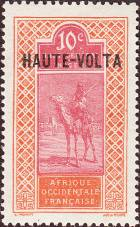 10c
HAUTE-VOLTA
AFRIQUE
OCCIDENTALE
FRANÇAISE